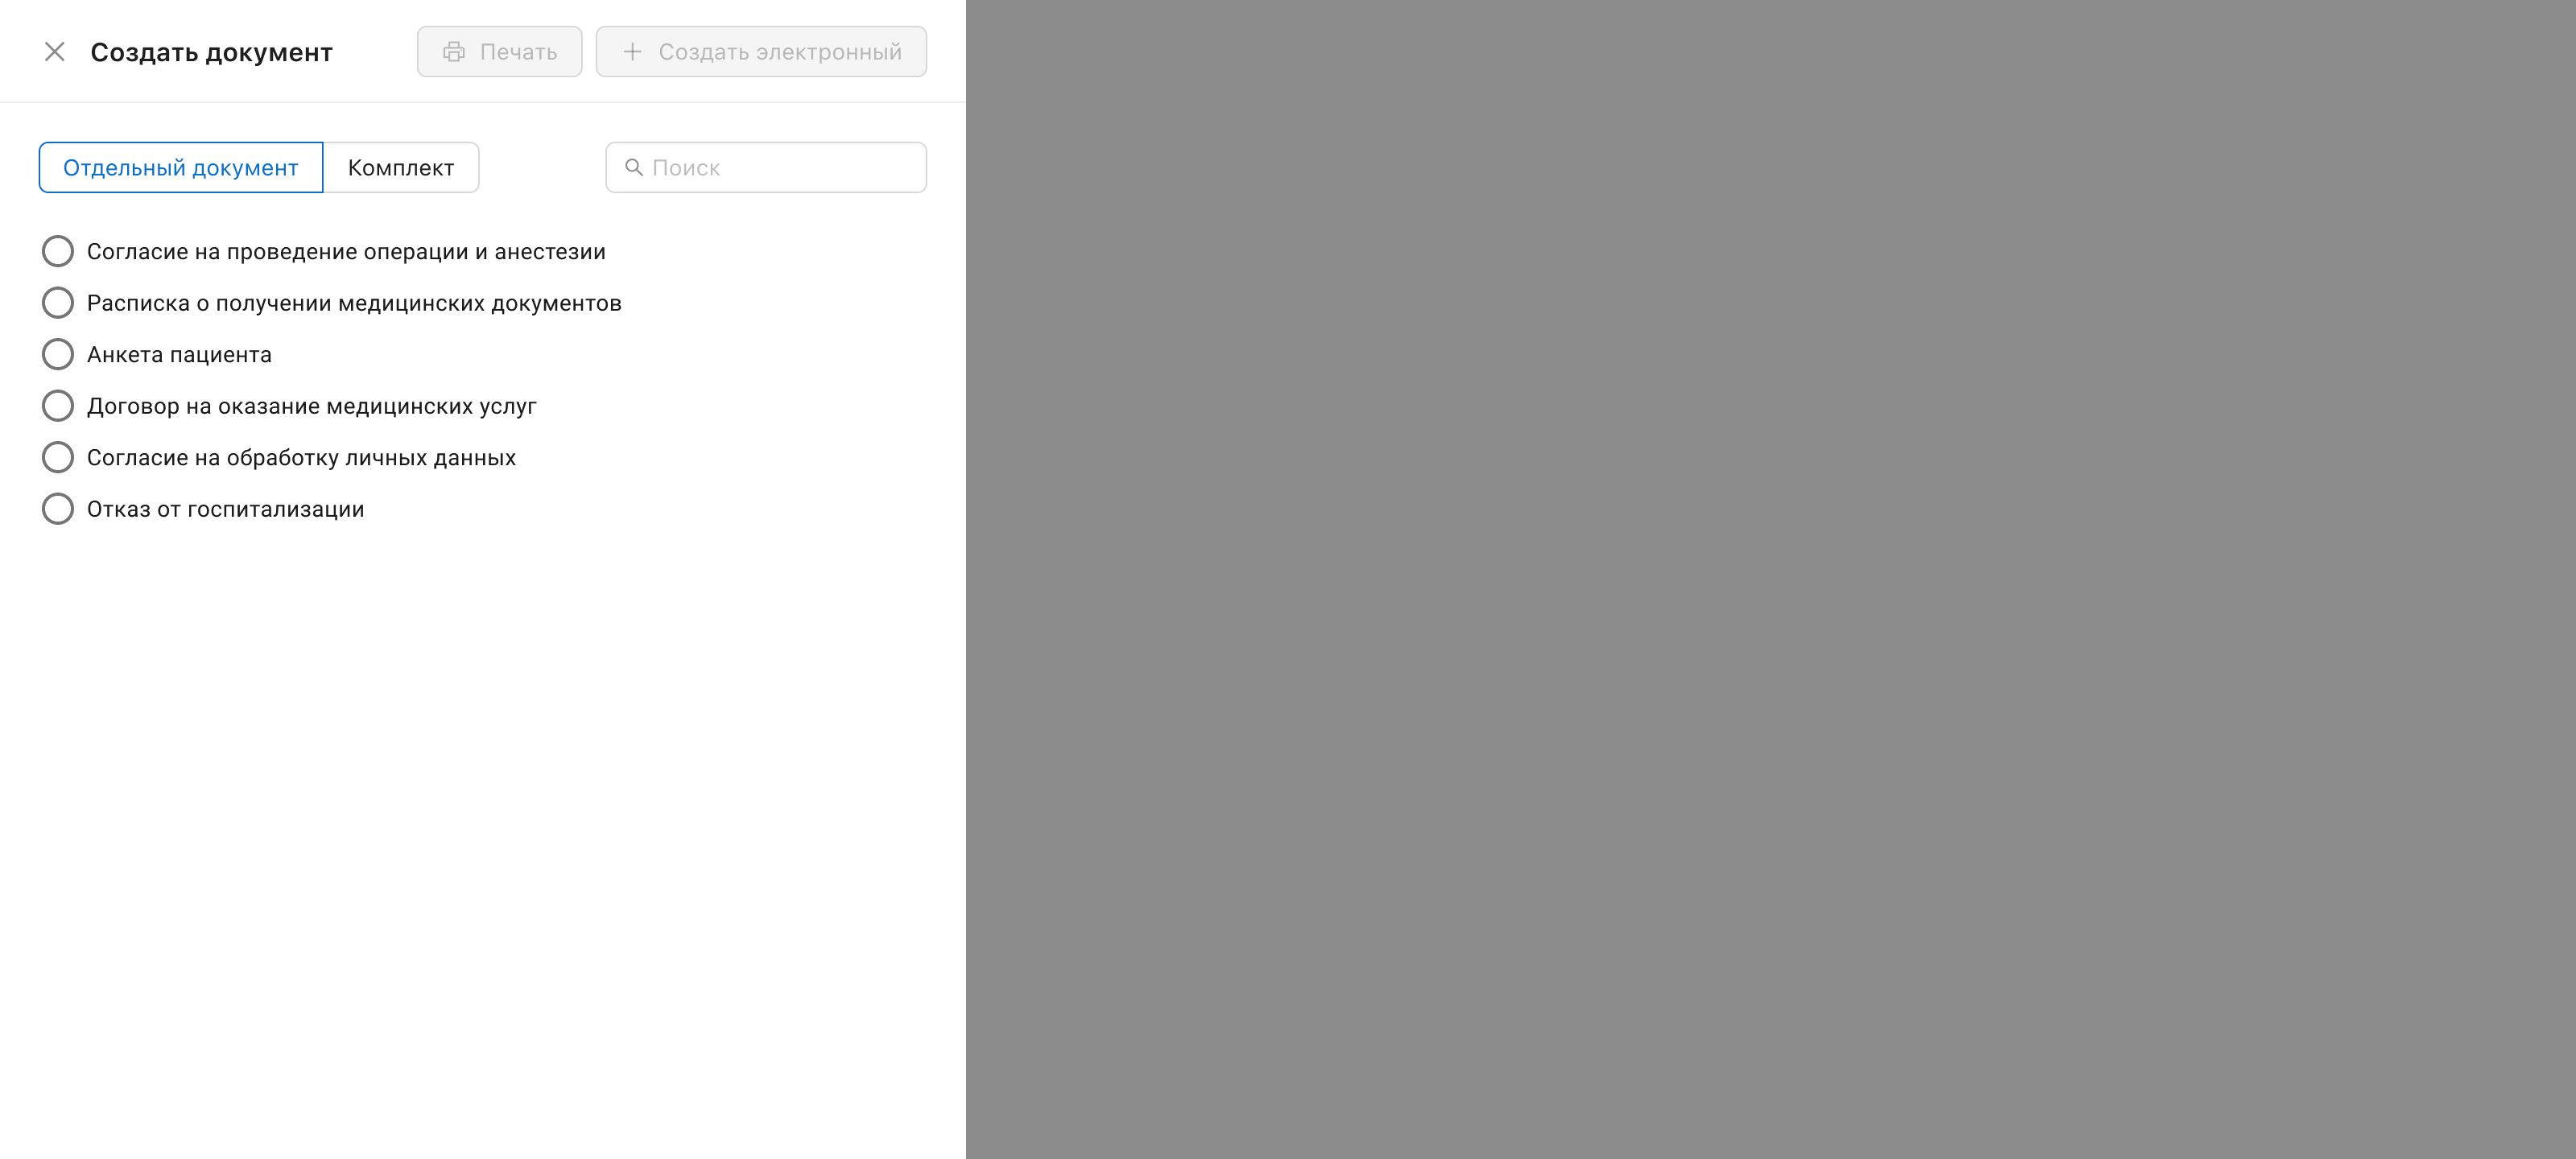 Создать документ
Печать
Создать электронный
Отдельный документ
Комплект
Поиск
Согласие на проведение операции и анестезии
Расписка о получении медицинских документов
Анкета пациента
Договор на оказание медицинских услуг
Согласие на обработку личных данных
Отказ от госпитализации